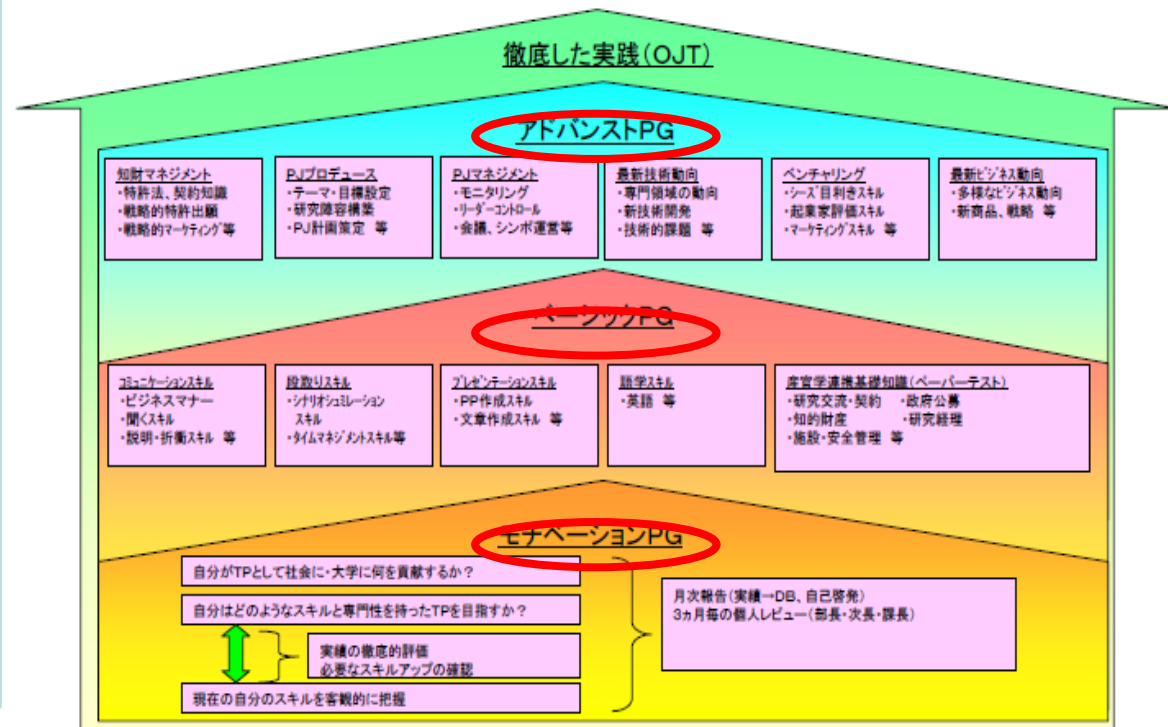 徹底した実践(OJT)
アドバンストPG
知財マネジメント
・特許法、契約知識
・戦略的特許出願
・戦略的マーケティング等
PJプロデュース
・テーマ・目標設定
・研究陣容構築
・PJ計画策定 等
PJマネジメント
・モニタリング
・リーダーコントロール
・会議、シンポ運営等
最新技術動向
・専門領域の動向
・新技術開発
・技術的課題 等
ベンチャリング
・シーズ目利きスキル
・起業家評価スキル
・マーケティングスキル 等
最新ビジネス動向
・多様なビジネス動向
・新商品、戦略 等
ベーシックPG
コミュニケーションスキル
・ビジネスマナー
・聞くスキル
・説明・折衝スキル 等
段取りスキル
・シナリオシュミレーション
スキル
・タイムマネジメントスキル等
プレゼンテーションスキル
・PP作成スキル
・文章作成スキル 等
語学スキル
・英語 等
産官学連携基礎知識(ペーパーテスト)
・研究交流・契約 ・政府公募
・知的財産 ・研究経理
・施設・安全管理 等
モチベーションPG
自分がTPとして社会に・大学に何を貢献するか?
自分はどのようなスキルと専門性を持ったTPを目指すか?
実績の徹底的評価
必要なスキルアップの確認
現在の自分のスキルを客観的に把握
月次報告(実績→DB、自己啓発)
3ヵ月毎の個人レビュー(部長・次長・課長)